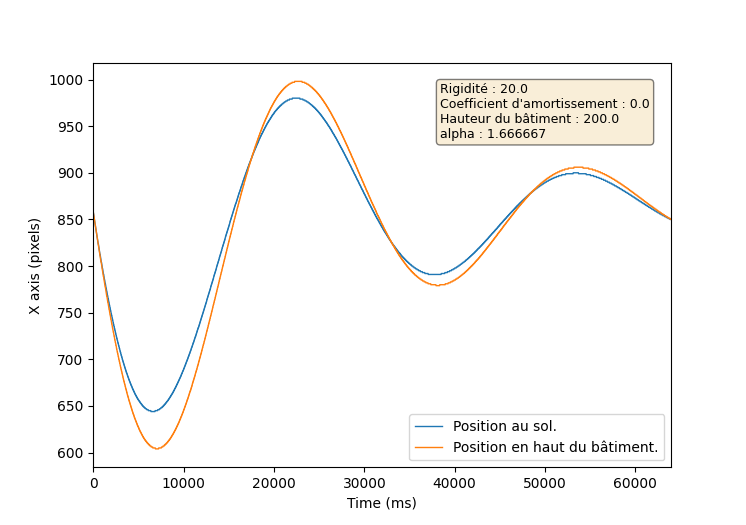 1000
950
900
850
800
750
700
650
600
X axis (pixels)
Rigidité : 20.0
Coefficient d'amortissement : 0.0
Hauteur du bâtiment : 200.0
alpha : 1.666667
Position au sol.
Position en haut du bâtiment.
0 10000 20000 30000 40000 50000 60000
Time (ms)